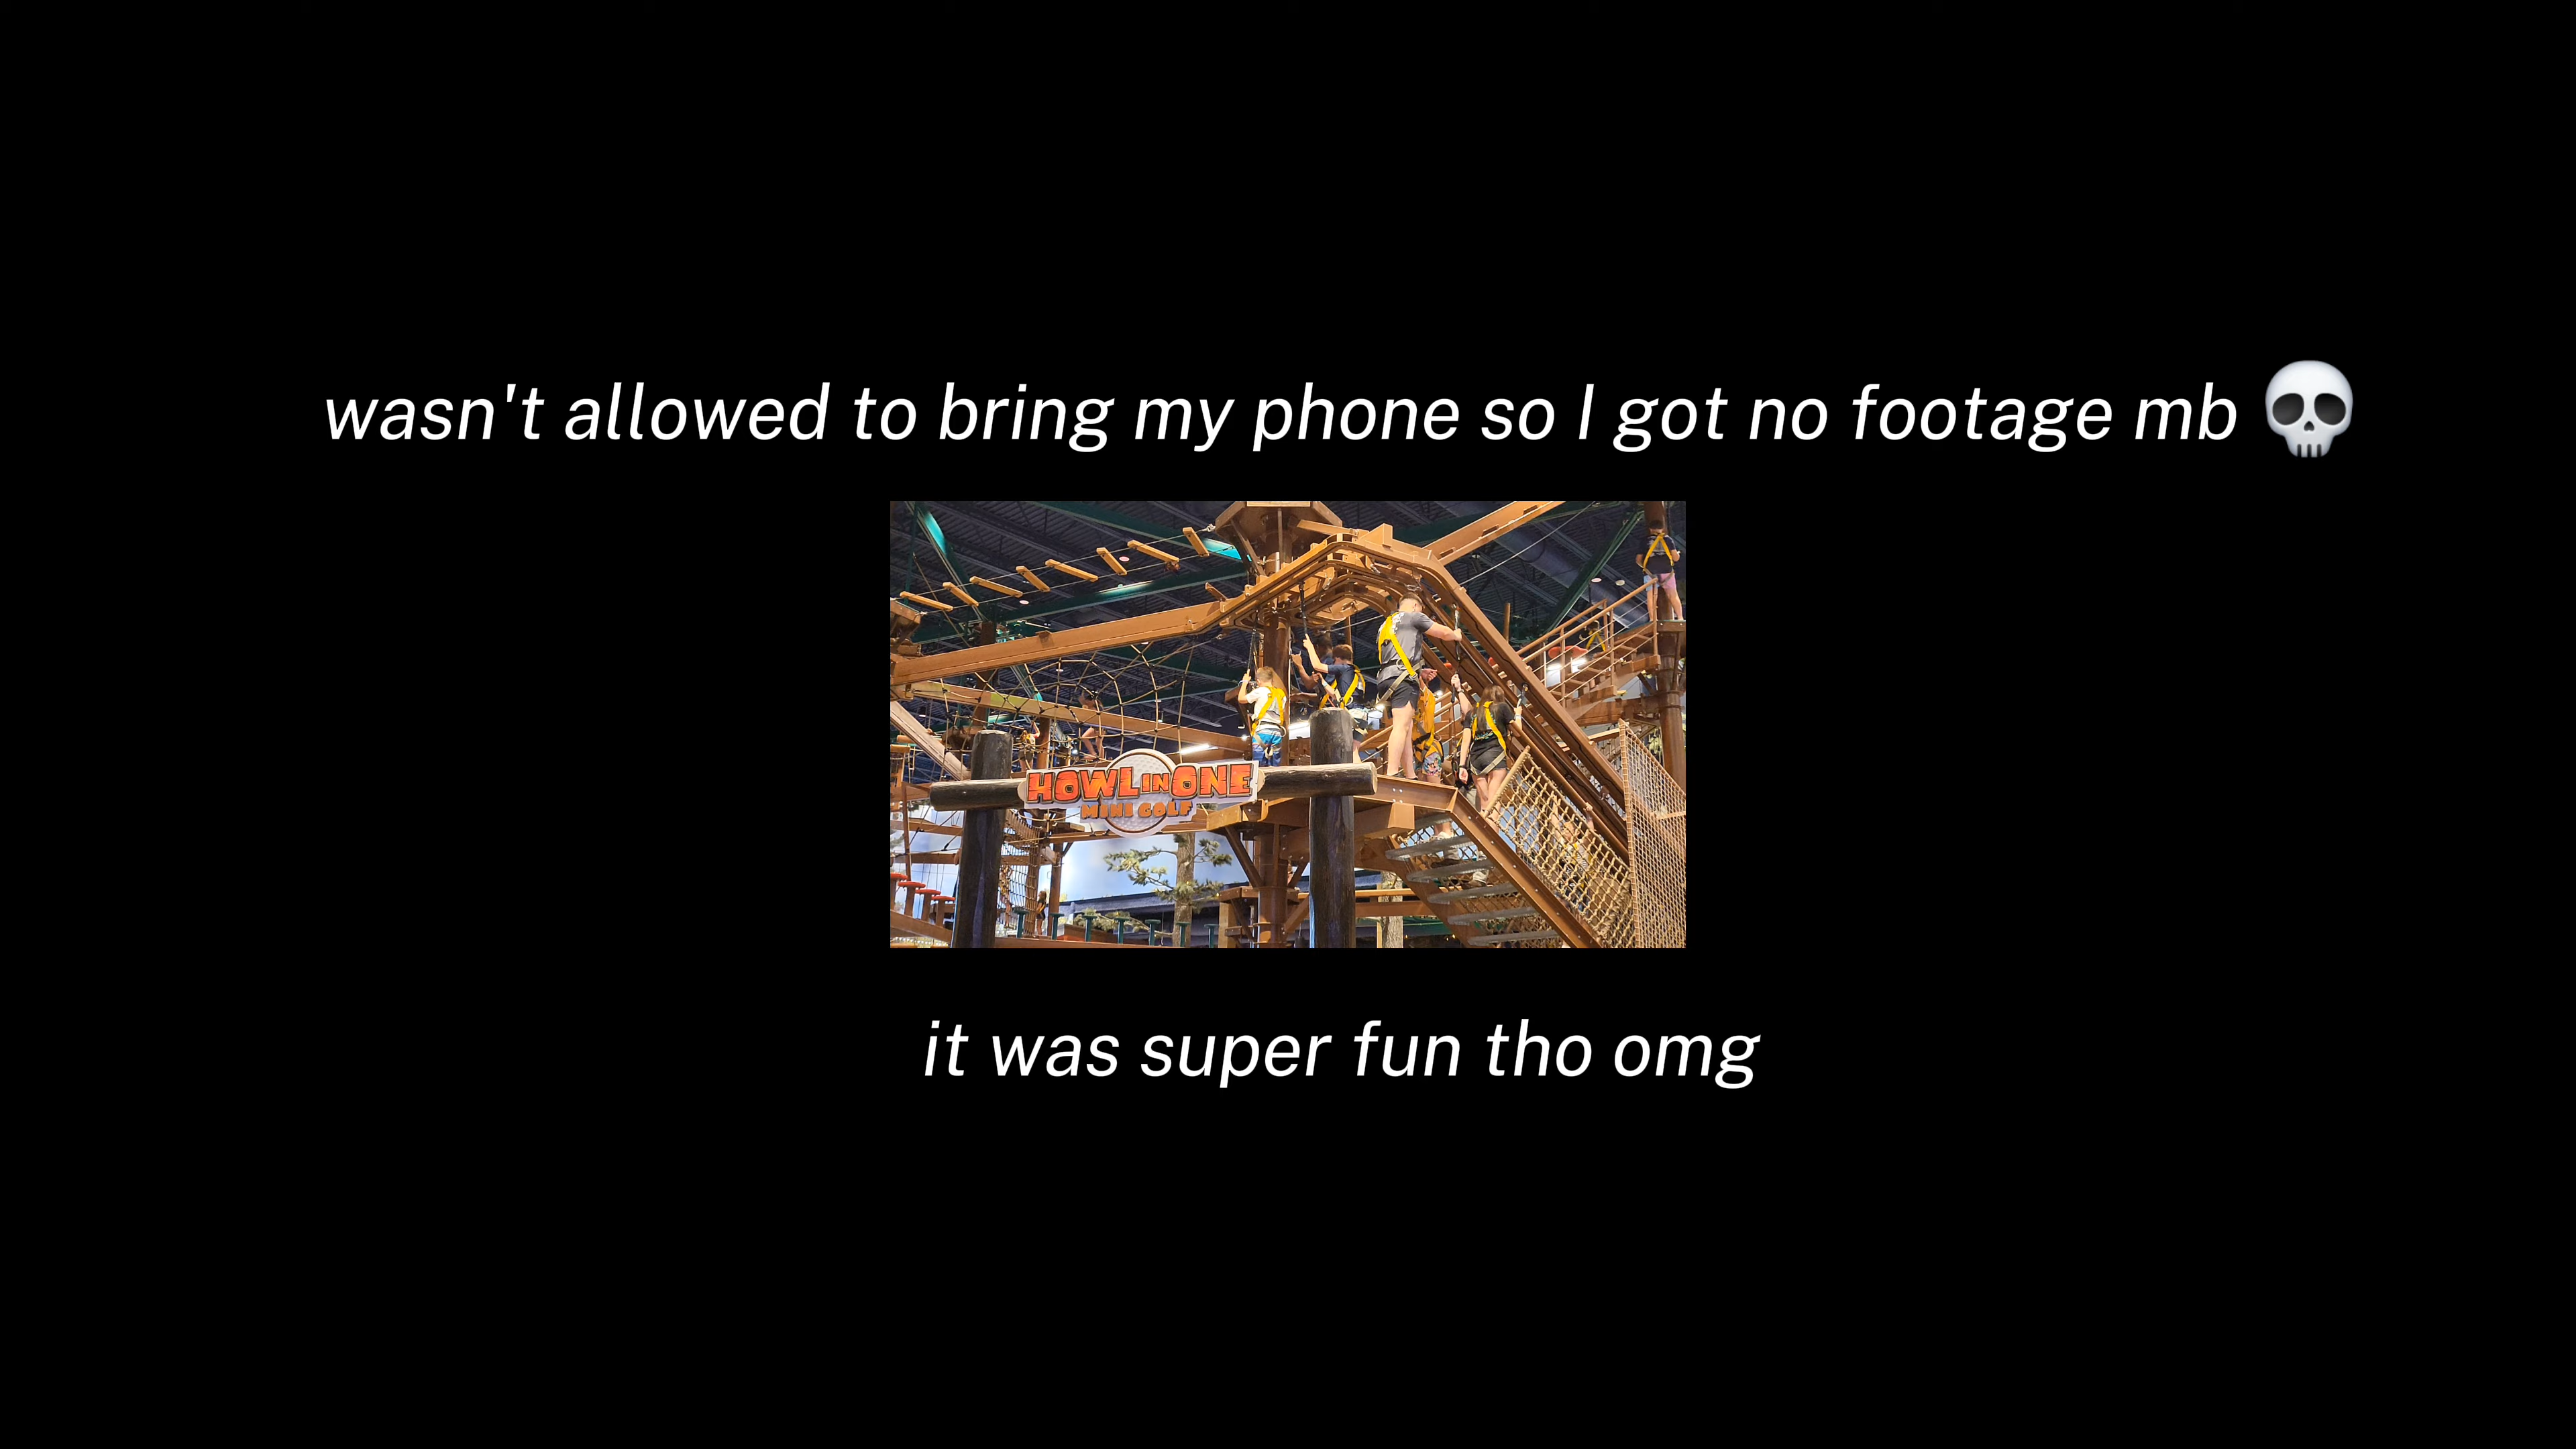 wasn't allowed to bring my phone so I got no footage mb 💀
HOWL IN ONE
MINI GOLF
it was super fun tho omg